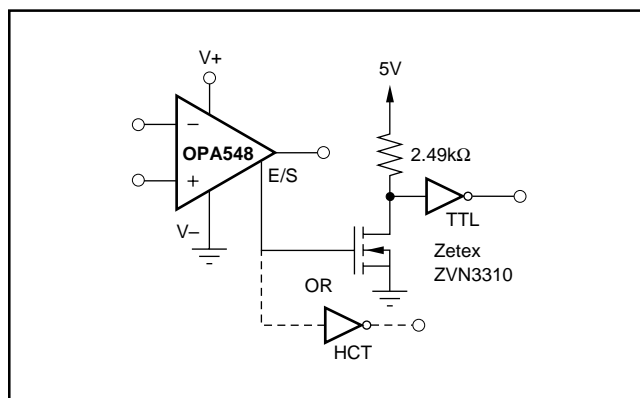 V+
5V
−
OPA548
2.49kΩ
+
E/S
V−
TTL
Zetex
ZVN3310
OR
HCT